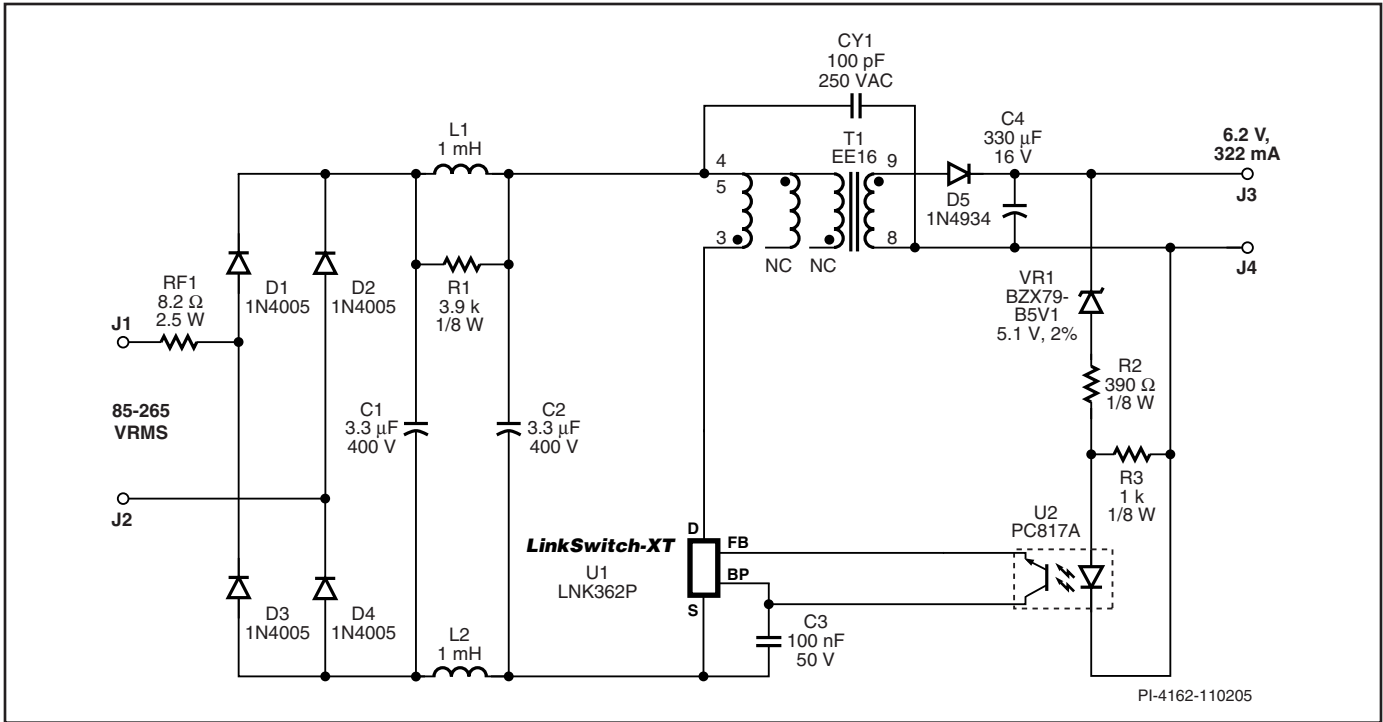 CY1
100 pF
250 VAC
L1
1 mH
T1
EE16
C4
330 µF
16 V
6.2 V,
322 mA
4
5
3
9
8
D5
1N4934
J3
J4
NC
NC
RF1
8.2 Ω
2.5 W
D1
1N4005
D2
1N4005
R1
3.9 k
1/8 W
VR1
BZX79-
B5V1
5.1 V, 2%
J1
85-265
VRMS
J2
C1
3.3 µF
400 V
C2
3.3 µF
400 V
R2
390 Ω
1/8 W
R3
1 k
1/8 W
U2
PC817A
LinkSwitch-XT
U1
LNK362P
D
FB
BP
S
D3
1N4005
D4
1N4005
L2
1 mH
C3
100 nF
50 V
PI-4162-110205